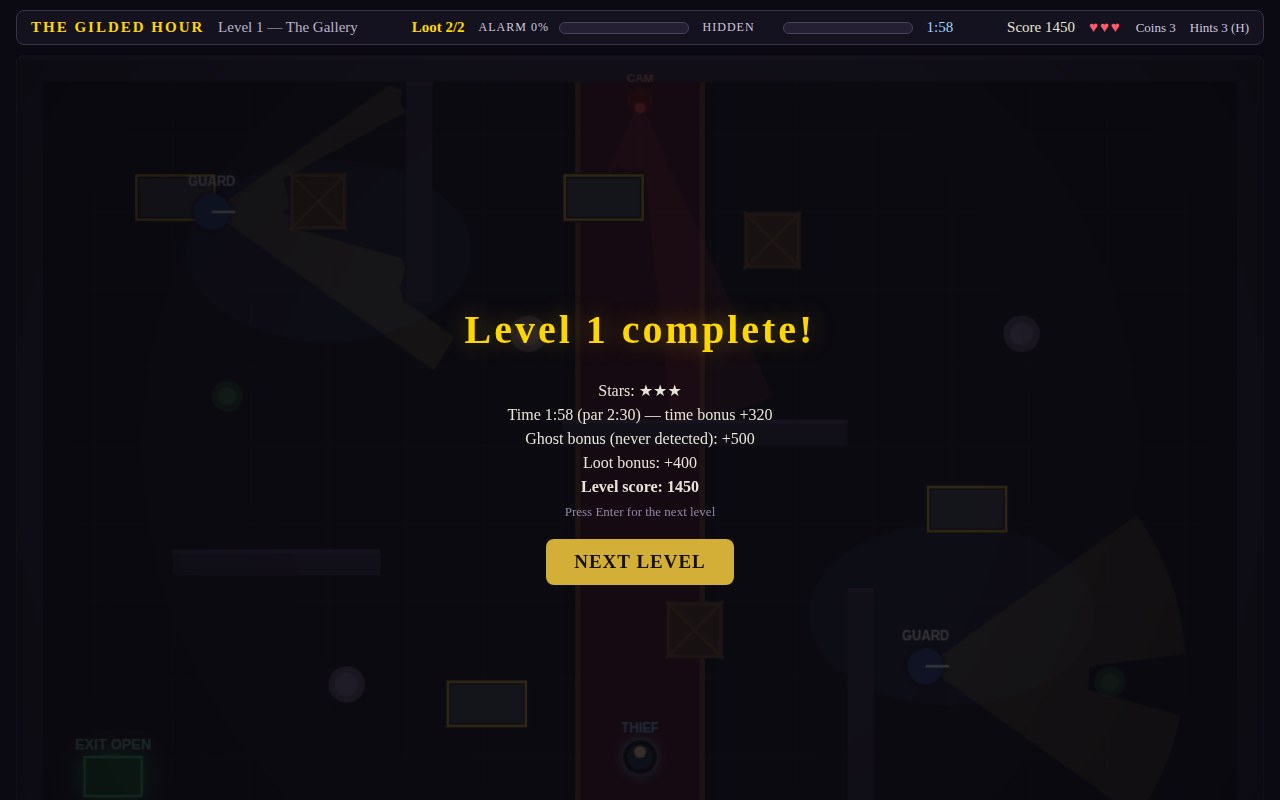 THE GILDED HOUR Level 1 — The Gallery Loot 2/2 ALARM 0% HIDDEN 1:58 Score 1450 ♥♥♥ Coins 3 Hints 3 (H)
CAM
GUARD
Level 1 complete!
Stars: ★★★
Time 1:58 (par 2:30) — time bonus +320
Ghost bonus (never detected): +500
Loot bonus: +400
Level score: 1450
Press Enter for the next level
NEXT LEVEL
GUARD
THIEF
EXIT OPEN